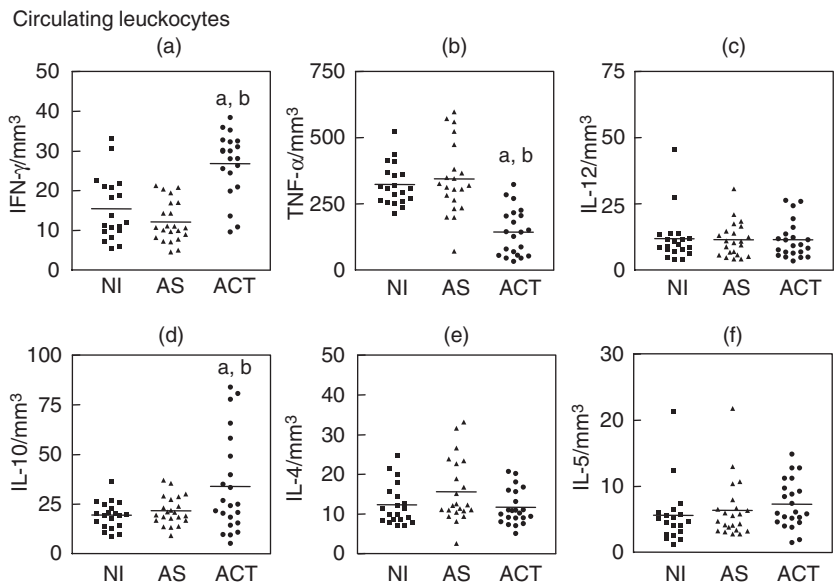 Circulating leuckocytes
(a)
50
40
30
20
10
0
IFN-γ/mm³
a, b
NI AS ACT
(b)
750
500
250
0
TNF-α/mm³
a, b
NI AS ACT
(c)
75
50
25
0
IL-12/mm³
NI AS ACT
(d)
100
75
50
25
0
IL-10/mm³
a, b
NI AS ACT
(e)
50
40
30
20
10
0
IL-4/mm³
NI AS ACT
(f)
30
20
10
0
IL-5/mm³
NI AS ACT